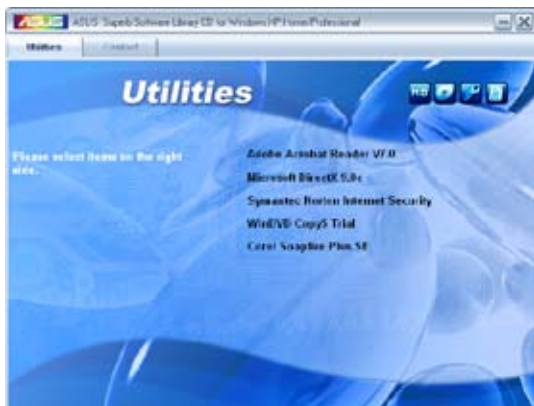 ASUS
ASUS Superb Software Library CD for Windows XP Home/Professional
Utilities
Contact
Utilities
Please select items on the right
side.
Adobe Acrobat Reader V7.0
Microsoft DirectX 9.0c
Symantec Norton Internet Security
WinDVD Copy5 Trial
Corel Snapfire Plus SE